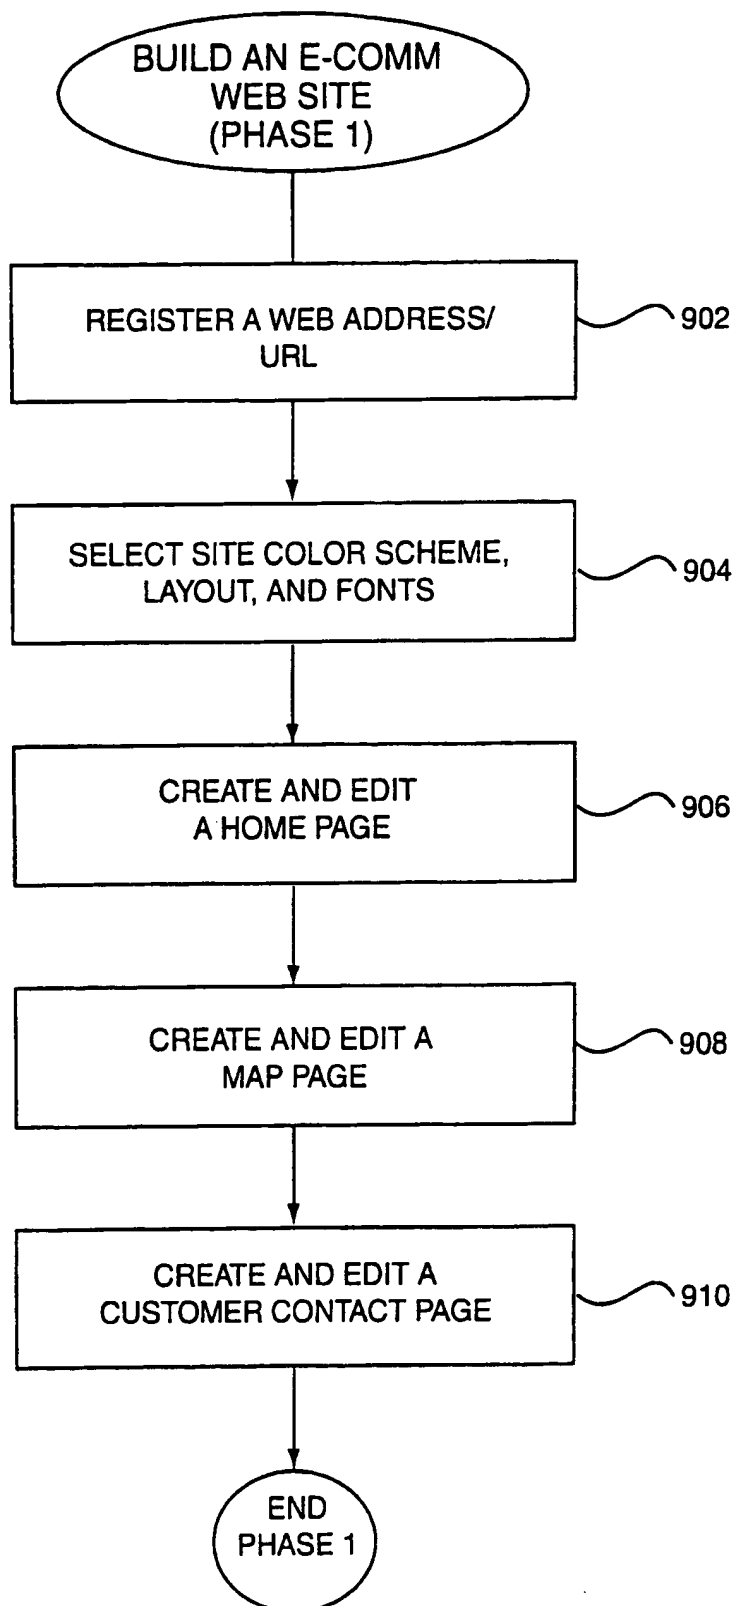 BUILD AN E-COMM
WEB SITE
(PHASE 1)
REGISTER A WEB ADDRESS/
URL
902
SELECT SITE COLOR SCHEME,
LAYOUT, AND FONTS
904
CREATE AND EDIT
A HOME PAGE
906
CREATE AND EDIT A
MAP PAGE
908
CREATE AND EDIT A
CUSTOMER CONTACT PAGE
910
END
PHASE 1